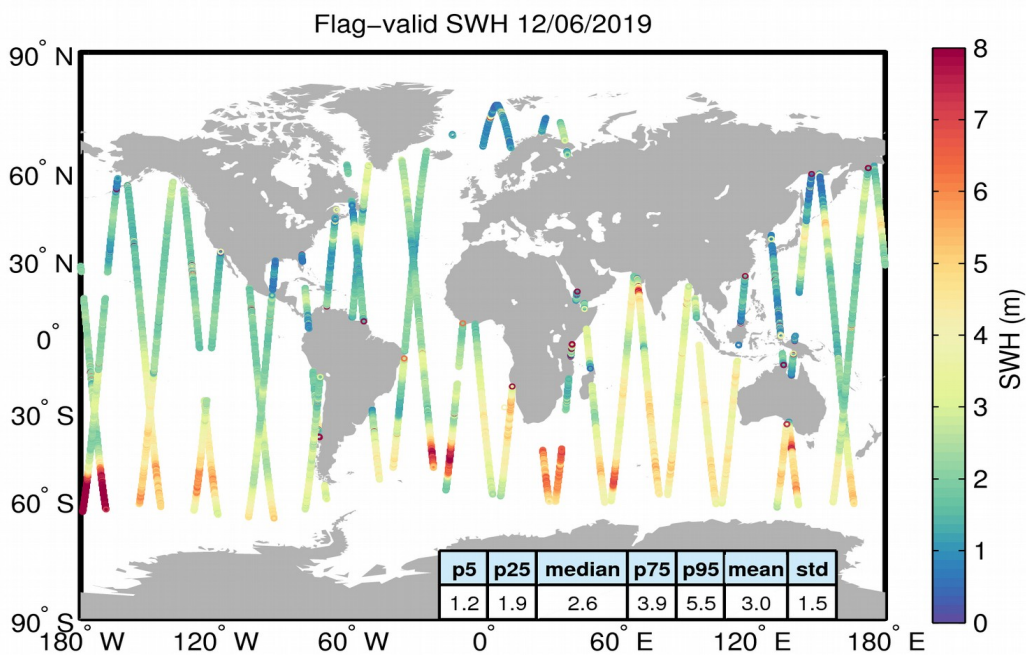 Flag−valid SWH 12/06/2019
90° N
60° N
30° N
0°
30° S
60° S
90° S
180° W
120° W
60° W
0°
60° E
120° E
180° E
8
7
6
5
4
3
2
1
0
SWH (m)
p5 p25 median p75 p95 mean std
1.2 1.9 2.6 3.9 5.5 3.0 1.5